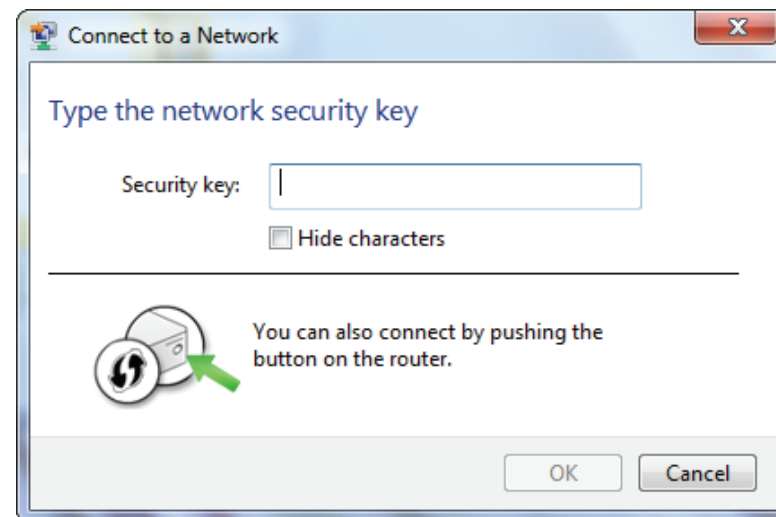 Connect to a Network
Type the network security key
Security key:
Hide characters
You can also connect by pushing the
button on the router.
OK
Cancel